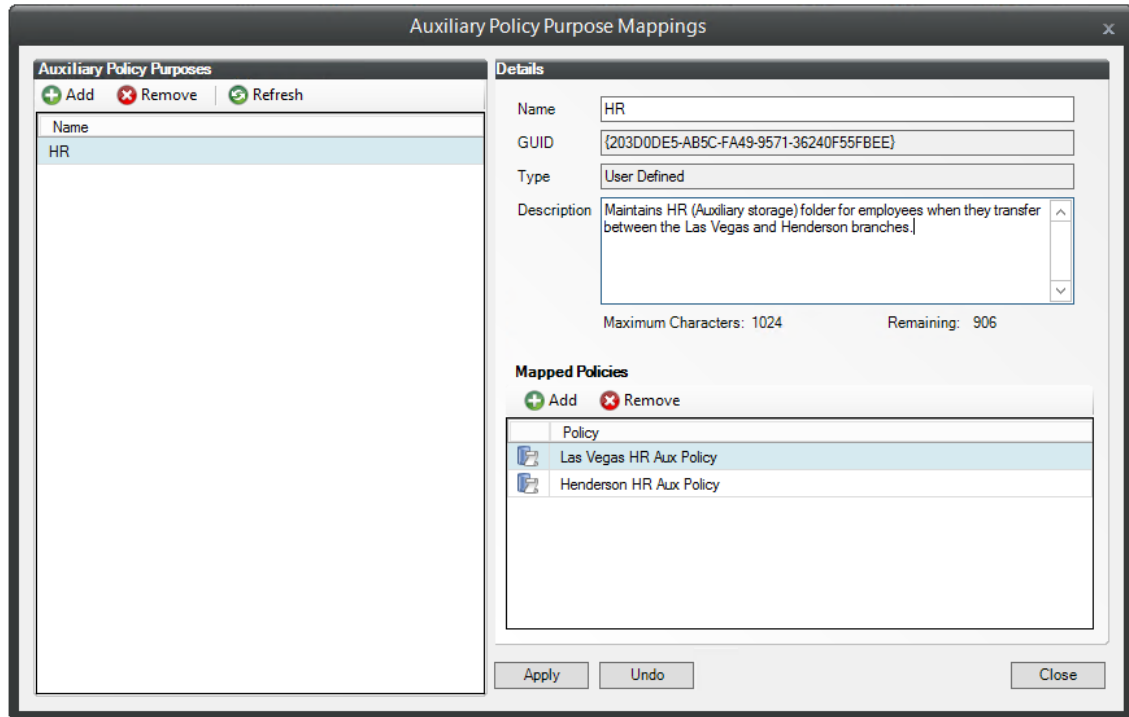 Auxiliary Policy Purpose Mappings
x
Auxiliary Policy Purposes
Add Remove Refresh
Name
HR
Details
Name HR
GUID {203D0DE5-AB5C-FA49-9571-36240F55FBEE}
Type User Defined
Description Maintains HR (Auxiliary storage) folder for employees when they transfer
between the Las Vegas and Henderson branches.
Maximum Characters: 1024 Remaining: 906
Mapped Policies
Add Remove
Policy
Las Vegas HR Aux Policy
Henderson HR Aux Policy
Apply Undo Close